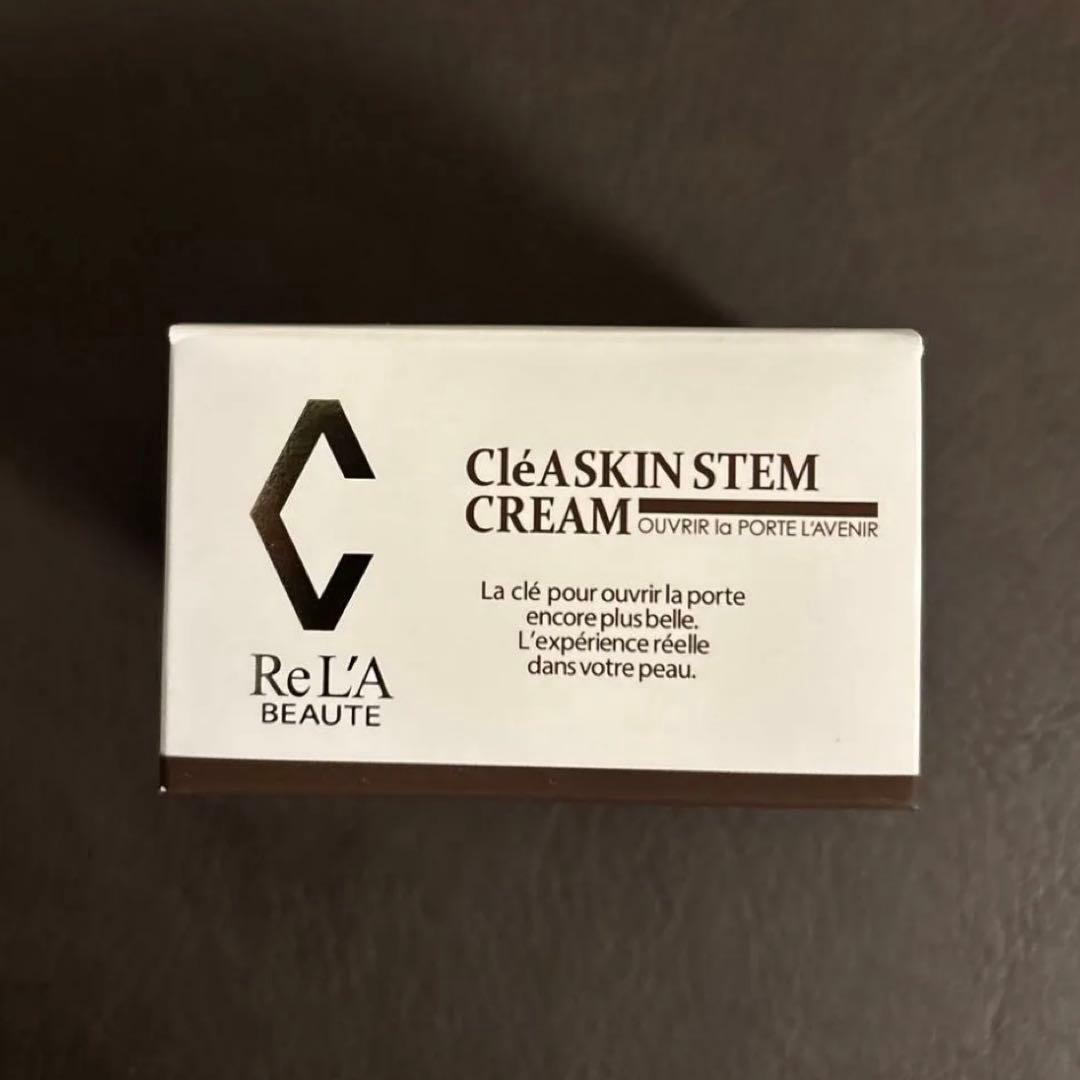 C
ReL'A
BEAUTE
CléASKIN STEM
CREAM
OUVRIR la PORTE L'AVENIR
La clé pour ouvrir la porte
encore plus belle.
L'expérience réelle
dans votre peau.